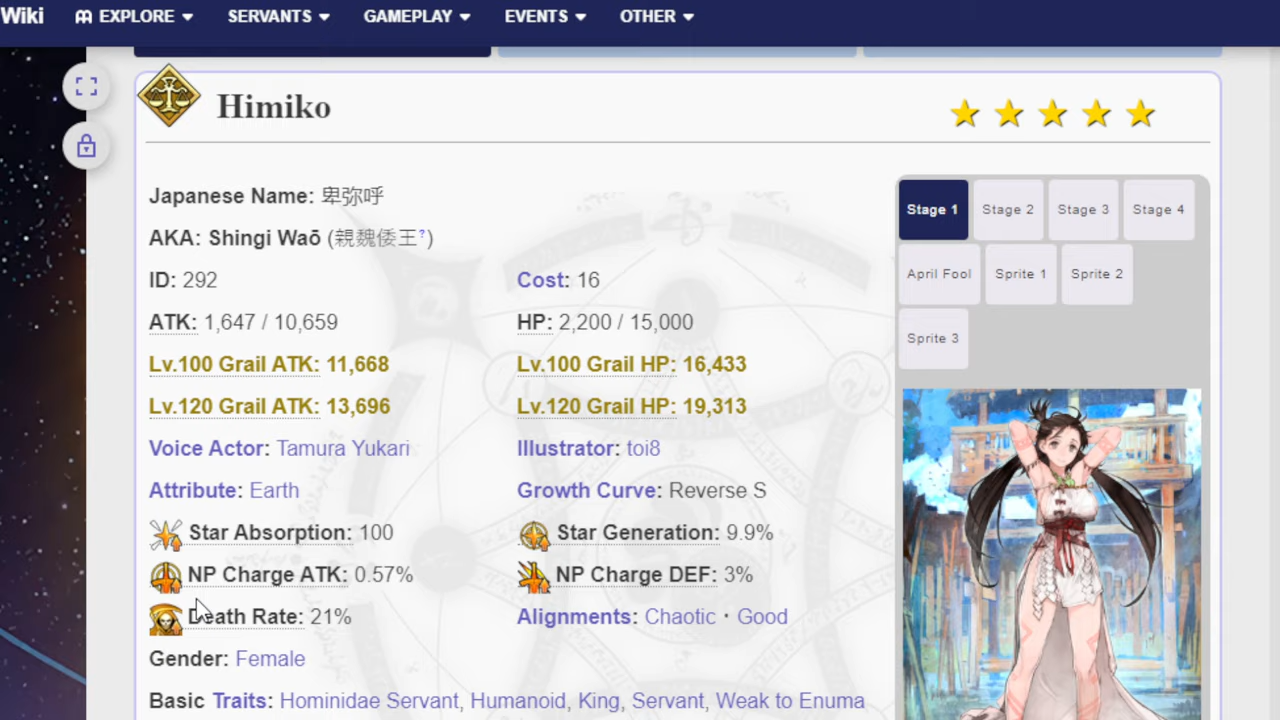 Wiki EXPLORE SERVANTS GAMEPLAY EVENTS OTHER
Himiko
Japanese Name: 卑弥呼
AKA: Shingi Waō (親魏倭王?)
ID: 292
Cost: 16
ATK: 1,647 / 10,659
HP: 2,200 / 15,000
Lv.100 Grail ATK: 11,668
Lv.100 Grail HP: 16,433
Lv.120 Grail ATK: 13,696
Lv.120 Grail HP: 19,313
Voice Actor: Tamura Yukari
Illustrator: toi8
Attribute: Earth
Growth Curve: Reverse S
Star Absorption: 100
Star Generation: 9.9%
NP Charge ATK: 0.57%
NP Charge DEF: 3%
Death Rate: 21%
Alignments: Chaotic・Good
Gender: Female
Basic Traits: Hominidae Servant, Humanoid, King, Servant, Weak to Enuma
Stage 1 Stage 2 Stage 3 Stage 4
April Fool Sprite 1 Sprite 2
Sprite 3